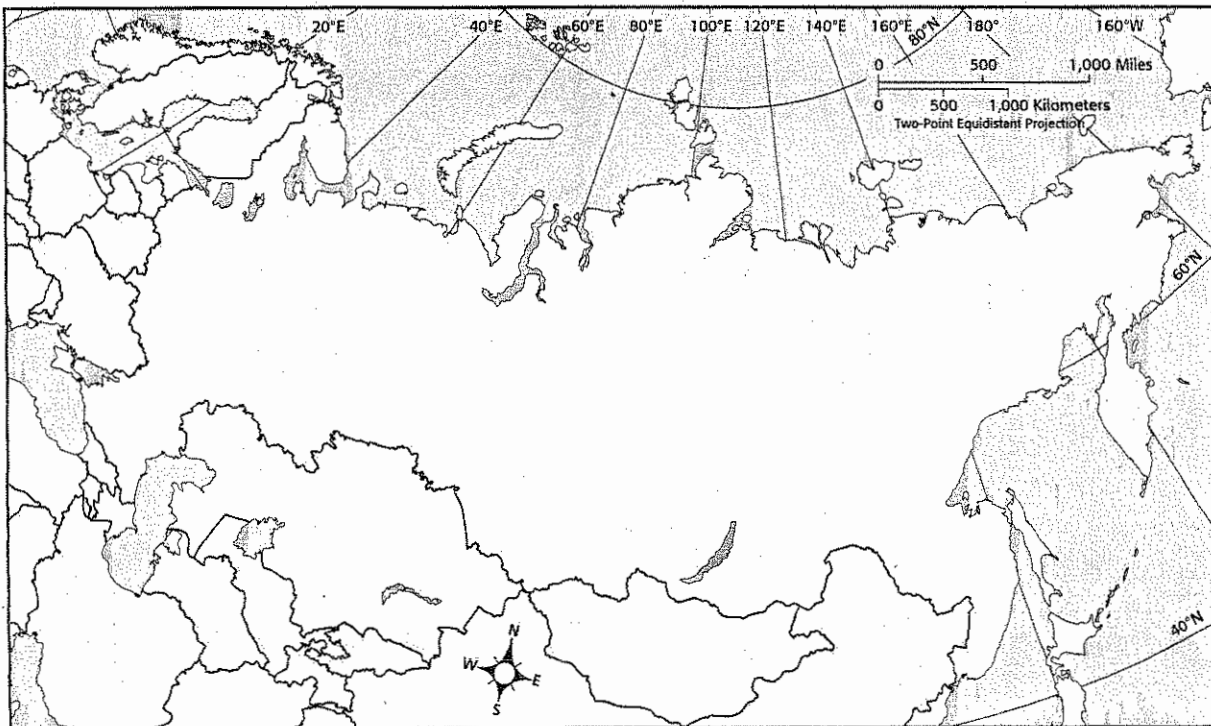 20°E 40°E 60°E 80°E 100°E 120°E 140°E 160°E 180° 160°W
80°N
0 500 1,000 Miles
0 500 1,000 Kilometers
Two-Point Equidistant Projection
60°N
40°N
N
W E
S